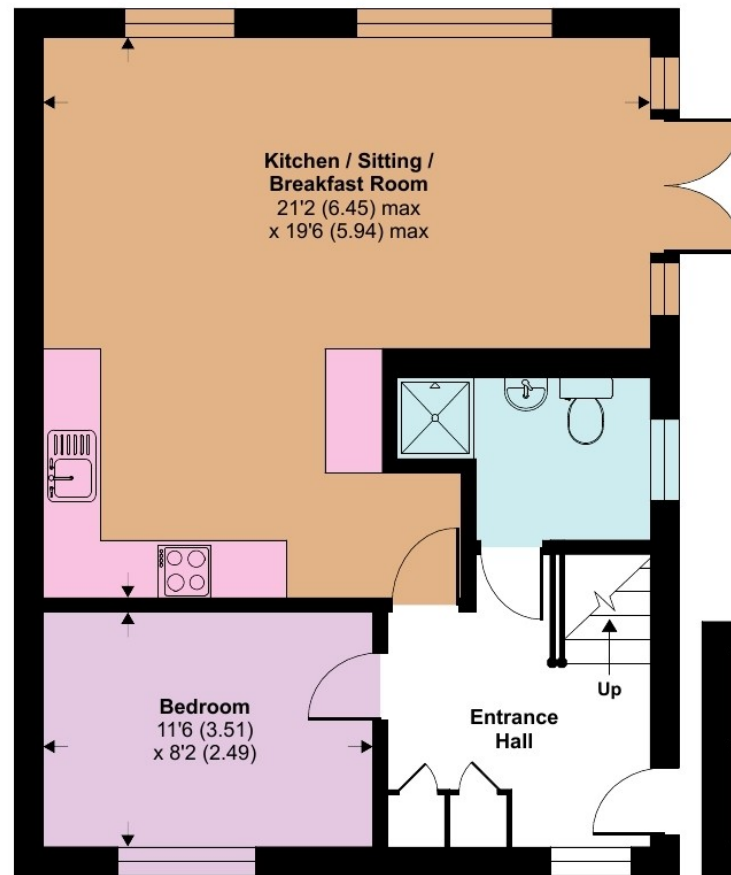 Kitchen / Sitting /
Breakfast Room
21'2 (6.45) max
x 19'6 (5.94) max
Bedroom
11'6 (3.51)
x 8'2 (2.49)
Entrance
Hall
Up